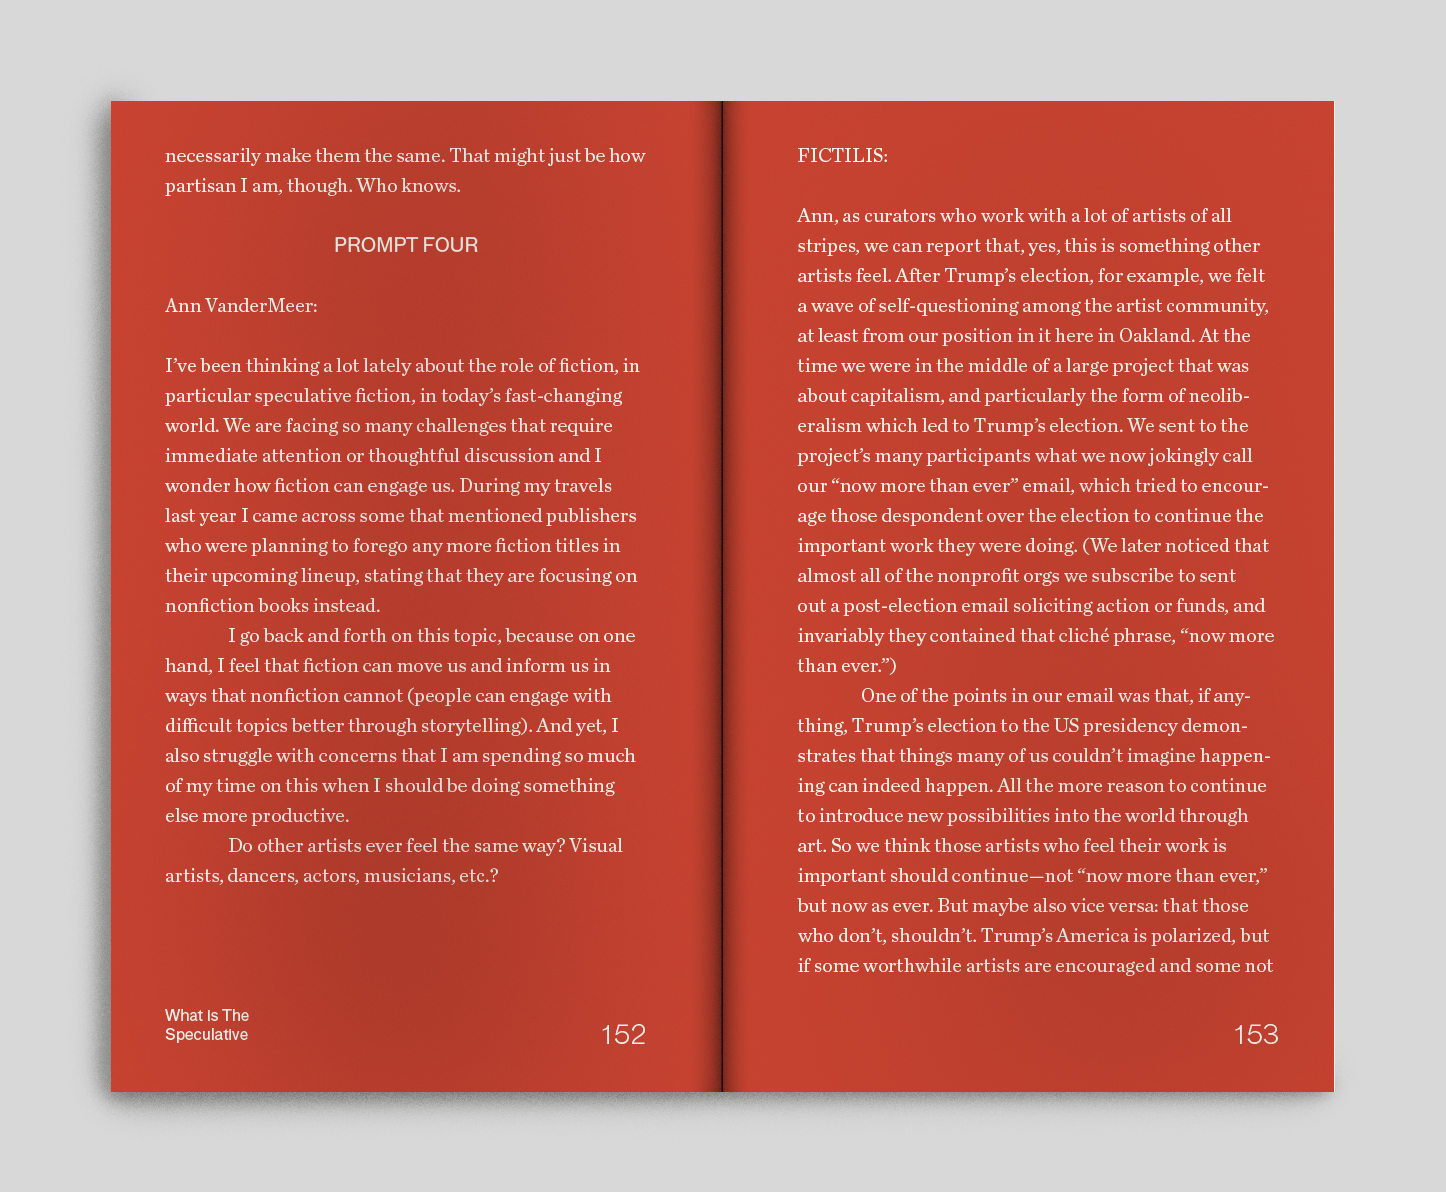 necessarily make them the same. That might just be how
partisan I am, though. Who knows.
PROMPT FOUR
Ann VanderMeer:
I’ve been thinking a lot lately about the role of fiction, in
particular speculative fiction, in today’s fast-changing
world. We are facing so many challenges that require
immediate attention or thoughtful discussion and I
wonder how fiction can engage us. During my travels
last year I came across some that mentioned publishers
who were planning to forego any more fiction titles in
their upcoming lineup, stating that they are focusing on
nonfiction books instead.
I go back and forth on this topic, because on one
hand, I feel that fiction can move us and inform us in
ways that nonfiction cannot (people can engage with
difficult topics better through storytelling). And yet, I
also struggle with concerns that I am spending so much
of my time on this when I should be doing something
else more productive.
Do other artists ever feel the same way? Visual
artists, dancers, actors, musicians, etc.?
What is The
Speculative
152
FICTILIS:
Ann, as curators who work with a lot of artists of all
stripes, we can report that, yes, this is something other
artists feel. After Trump’s election, for example, we felt
a wave of self-questioning among the artist community,
at least from our position in it here in Oakland. At the
time we were in the middle of a large project that was
about capitalism, and particularly the form of neolib-
eralism which led to Trump’s election. We sent to the
project’s many participants what we now jokingly call
our “now more than ever” email, which tried to encour-
age those despondent over the election to continue the
important work they were doing. (We later noticed that
almost all of the nonprofit orgs we subscribe to sent
out a post-election email soliciting action or funds, and
invariably they contained that cliché phrase, “now more
than ever.”)
One of the points in our email was that, if any-
thing, Trump’s election to the US presidency demon-
strates that things many of us couldn’t imagine happen-
ing can indeed happen. All the more reason to continue
to introduce new possibilities into the world through
art. So we think those artists who feel their work is
important should continue—not “now more than ever,”
but now as ever. But maybe also vice versa: that those
who don’t, shouldn’t. Trump’s America is polarized, but
if some worthwhile artists are encouraged and some not
153